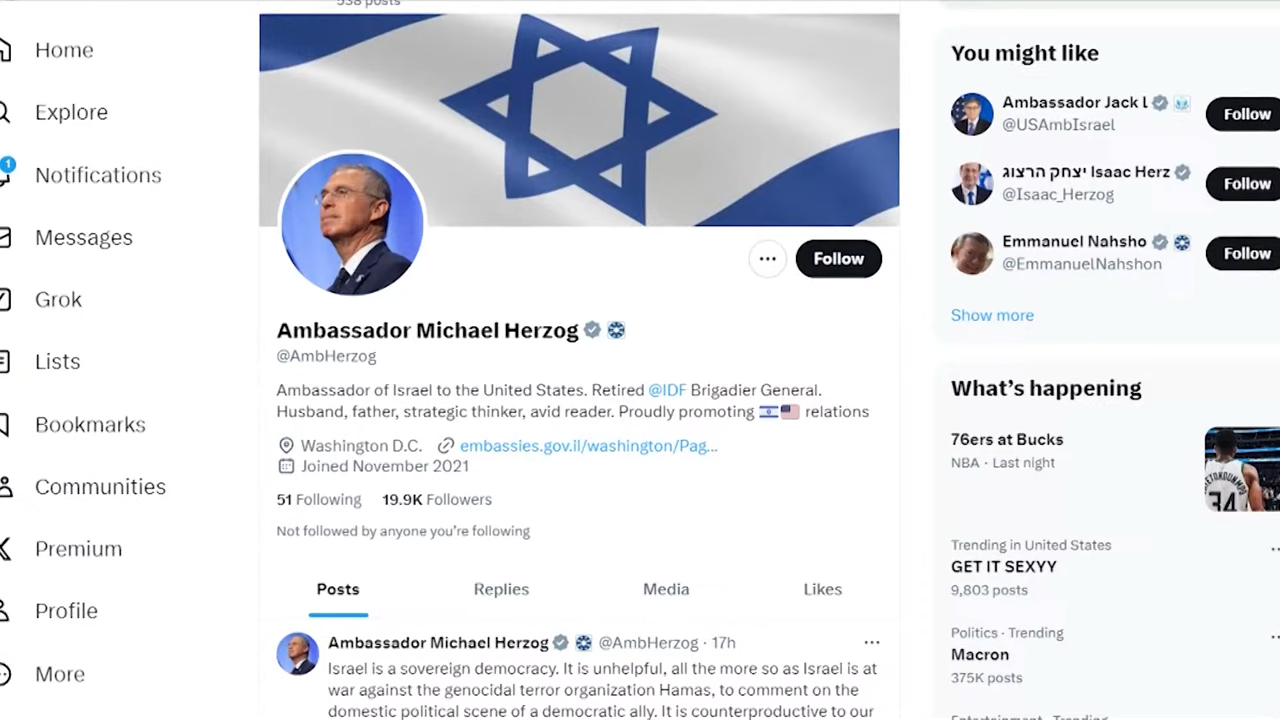 538 posts
Home
Explore
1
Notifications
Messages
Grok
Lists
Bookmarks
Communities
Premium
Profile
More
Follow
Ambassador Michael Herzog
@AmbHerzog
Ambassador of Israel to the United States. Retired @IDF Brigadier General.
Husband, father, strategic thinker, avid reader. Proudly promoting 🇮🇱🇺🇸 relations
Washington D.C. embassies.gov.il/washington/Pag...
Joined November 2021
51 Following 19.9K Followers
Not followed by anyone you're following
Posts Replies Media Likes
Ambassador Michael Herzog @AmbHerzog · 17h
Israel is a sovereign democracy. It is unhelpful, all the more so as Israel is at
war against the genocidal terror organization Hamas, to comment on the
domestic political scene of a democratic ally. It is counterproductive to our
You might like
Ambassador Jack L
@USAmbIsrael
Follow
יצחק הרצוג Isaac Herz
@Isaac_Herzog
Follow
Emmanuel Nahsho
@EmmanuelNahshon
Follow
Show more
What's happening
76ers at Bucks
NBA · Last night
34
Trending in United States
GET IT SEXYY
9,803 posts
Politics · Trending
Macron
375K posts
Entertainment · Trending